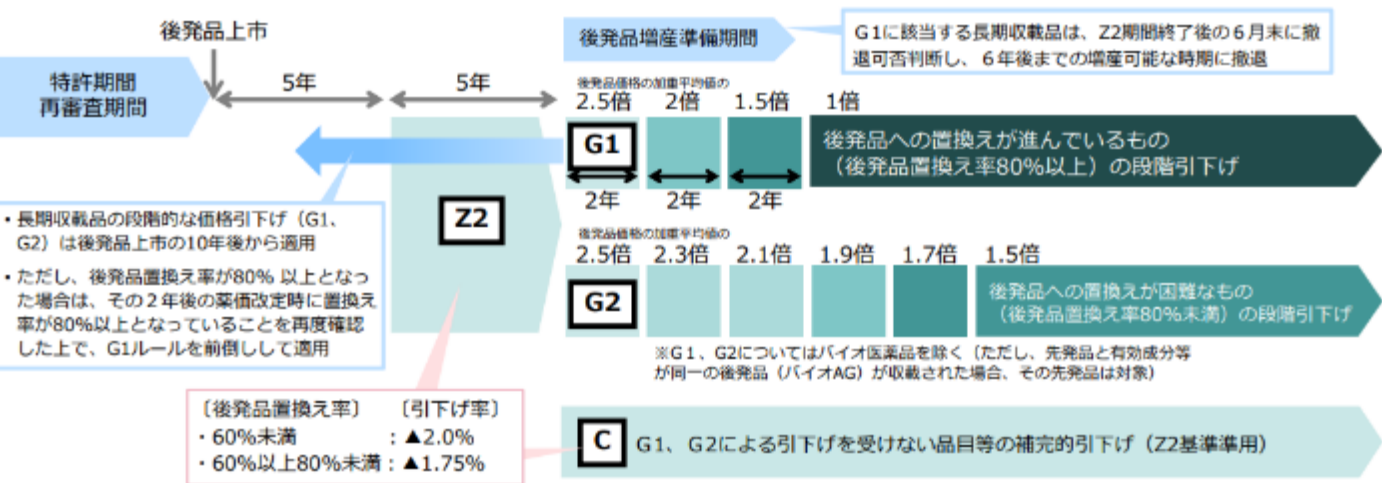 後発品上市
特許期間
再審査期間
5年
5年
後発品増産準備期間
G1に該当する長期収載品は、Z2期間終了後の6月末に撤
退可否判断し、6年後までの増産可能な時期に撤退
後発品価格の加重平均値の
2.5倍
2倍
1.5倍
1倍
G1
後発品への置換えが進んでいるもの
（後発品置換え率80%以上）の段階引下げ
2年
2年
2年
Z2
・長期収載品の段階的な価格引下げ（G1、
G2）は後発品上市の10年後から適用
・ただし、後発品置換え率が80% 以上となっ
た場合は、その2年後の薬価改定時に置換え
率が80%以上となっていることを再度確認
した上で、G1ルールを前倒しして適用
後発品価格の加重平均値の
2.5倍
2.3倍
2.1倍
1.9倍
1.7倍
1.5倍
G2
後発品への置換えが困難なもの
（後発品置換え率80%未満）の段階引下げ
※G1、G2についてはバイオ医薬品を除く（ただし、先発品と有効成分等
が同一の後発品（バイオAG）が収載された場合、その先発品は対象）
〔後発品置換え率〕 〔引下げ率〕
・60%未満 ：▲2.0%
・60%以上80%未満：▲1.75%
C
G1、G2による引下げを受けない品目等の補完的引下げ（Z2基準準用）